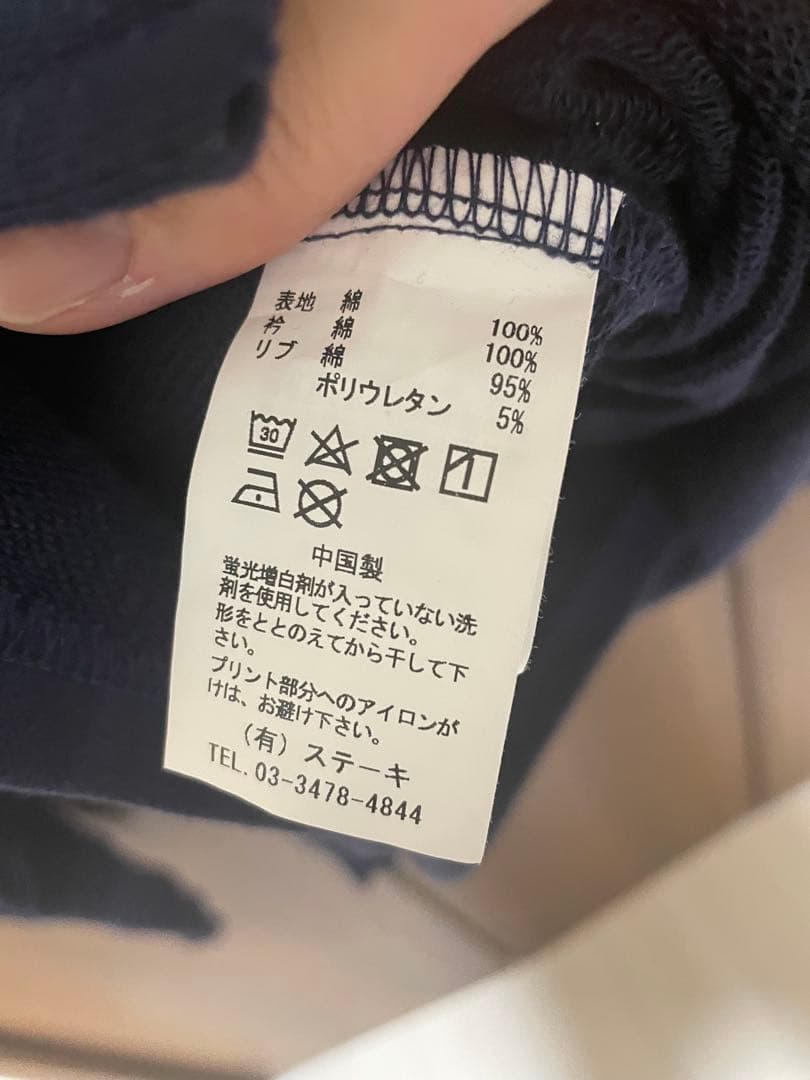 表地 綿 100%
衿 綿 100%
リブ 綿 95%
ポリウレタン 5%
30
中国製
蛍光増白剤が入っていない洗
剤を使用してください。
形をととのえてから干して下
さい。
プリント部分へのアイロンが
けは、お避け下さい。
(有) ステーキ
TEL. 03-3478-4844